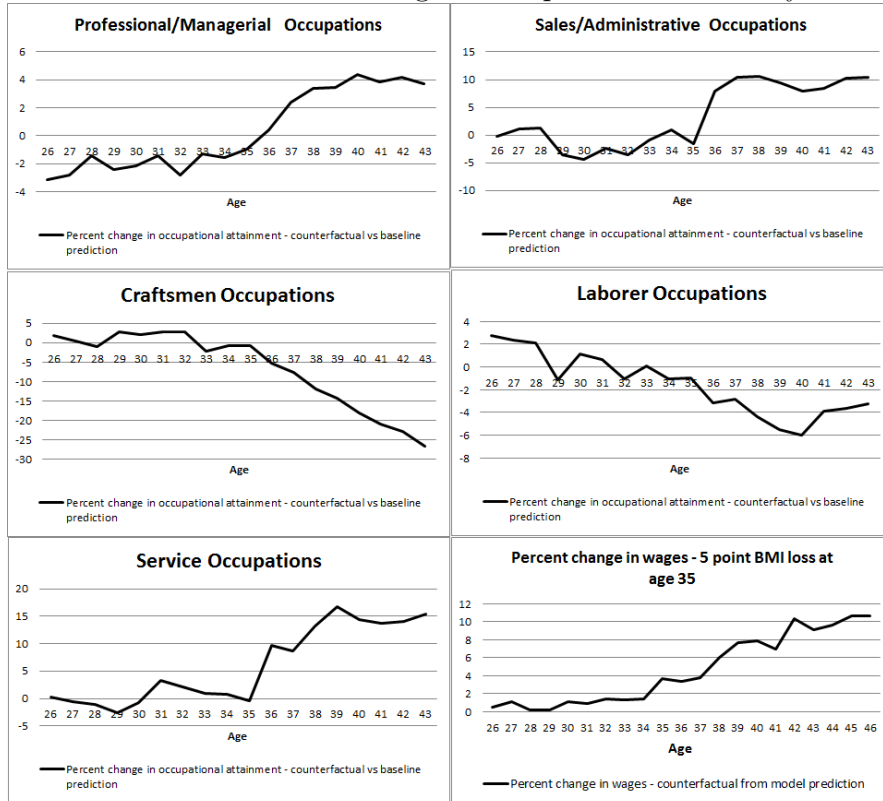 Professional/Managerial Occupations
6
4
2
0
-2
-4
26 27 28 29 30 31 32 33 34 35 36 37 38 39 40 41 42 43
Age
Percent change in occupational attainment - counterfactual vs baseline
prediction
Sales/Administrative Occupations
15
10
5
0
-5
-10
26 27 28 29 30 31 32 33 34 35 36 37 38 39 40 41 42 43
Age
Percent change in occupational attainment - counterfactual vs baseline
prediction
Craftsmen Occupations
5
0
-5
-10
-15
-20
-25
-30
26 27 28 29 30 31 32 33 34 35 36 37 38 39 40 41 42 43
Age
Percent change in occupational attainment - counterfactual vs baseline
prediction
Laborer Occupations
4
2
0
-2
-4
-6
-8
26 27 28 29 30 31 32 33 34 35 36 37 38 39 40 41 42 43
Age
Percent change in occupational attainment - counterfactual vs baseline
prediction
Service Occupations
20
15
10
5
0
-5
26 27 28 29 30 31 32 33 34 35 36 37 38 39 40 41 42 43
Age
Percent change in occupational attainment - counterfactual vs baseline
prediction
Percent change in wages - 5 point BMI loss at
age 35
12
10
8
6
4
2
0
26 27 28 29 30 31 32 33 34 35 36 37 38 39 40 41 42 43 44 45 46
Age
Percent change in wages - counterfactual from model prediction